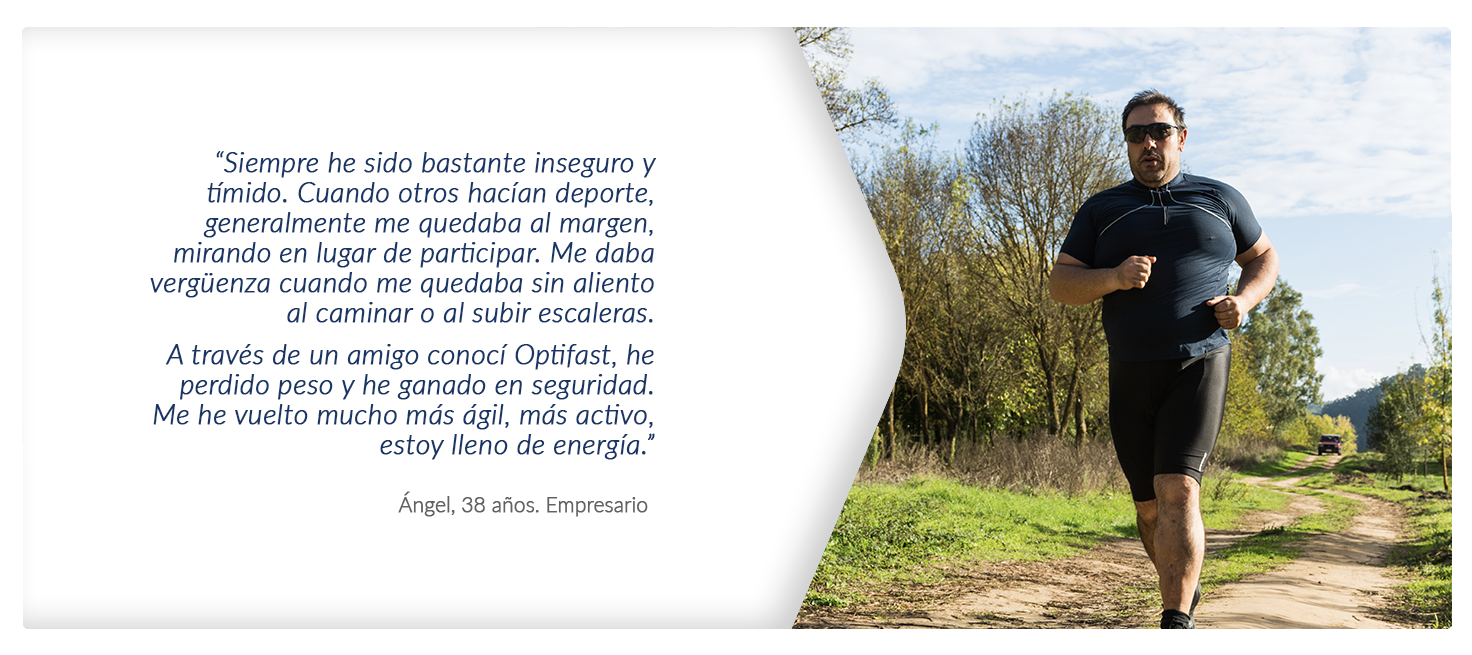 “Siempre he sido bastante inseguro y
tímido. Cuando otros hacían deporte,
generalmente me quedaba al margen,
mirando en lugar de participar. Me daba
vergüenza cuando me quedaba sin aliento
al caminar o al subir escaleras.
A través de un amigo conocí Optifast, he
perdido peso y he ganado en seguridad.
Me he vuelto mucho más ágil, más activo,
estoy lleno de energía.”
Ángel, 38 años. Empresario